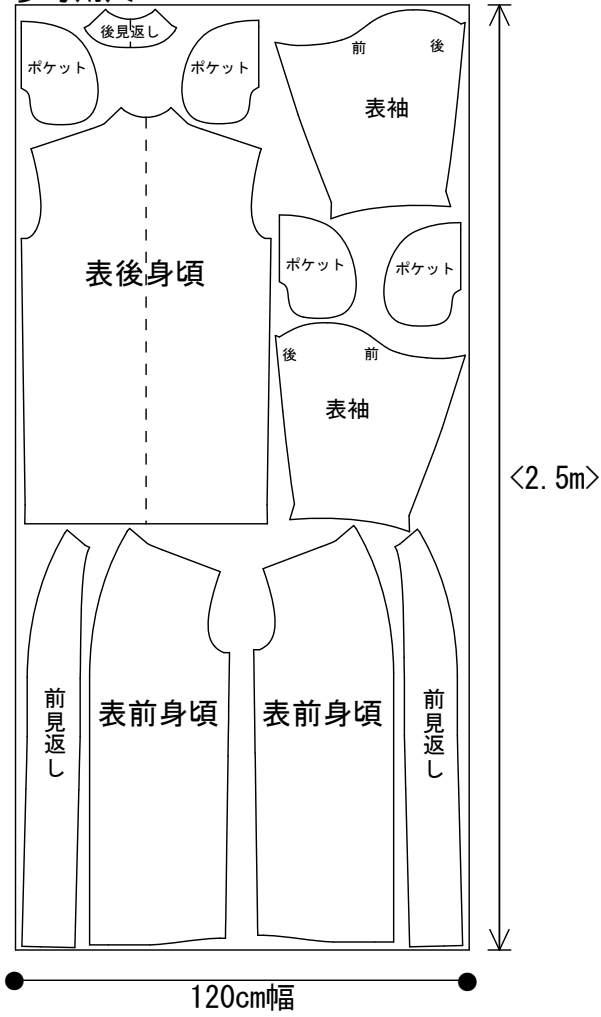 後見返し
ポケット
ポケット
前
後
表袖
表後身頃
ポケット
ポケット
後
前
表袖
<2.5m>
前見返し
表前身頃
表前身頃
前見返し
120cm幅